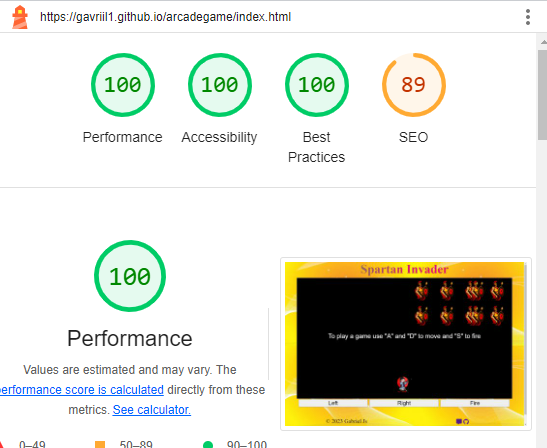 https://gavriil1.github.io/arcadegame/index.html
100
100
100
89
Performance
Accessibility
Best
Practices
SEO
100
Performance
Values are estimated and may vary. The
performance score is calculated directly from these
metrics. See calculator.
0–49
50–89
90–100
Spartan Invader
To play a game use "A" and "D" to move and "S" to fire
Left
Right
Fire
© 2023 Gabriel.Is